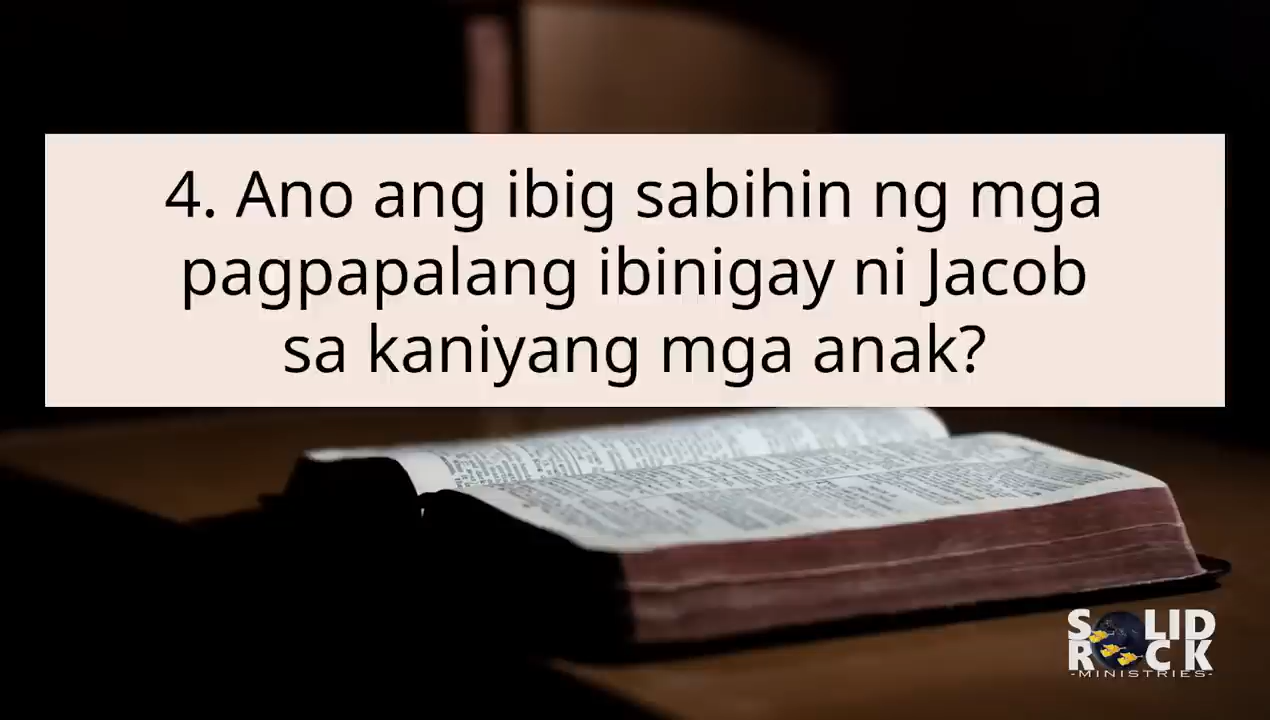 4. Ano ang ibig sabihin ng mga
pagpapalang ibinigay ni Jacob
sa kaniyang mga anak?
SOLID
ROCK
-MINISTRIES-